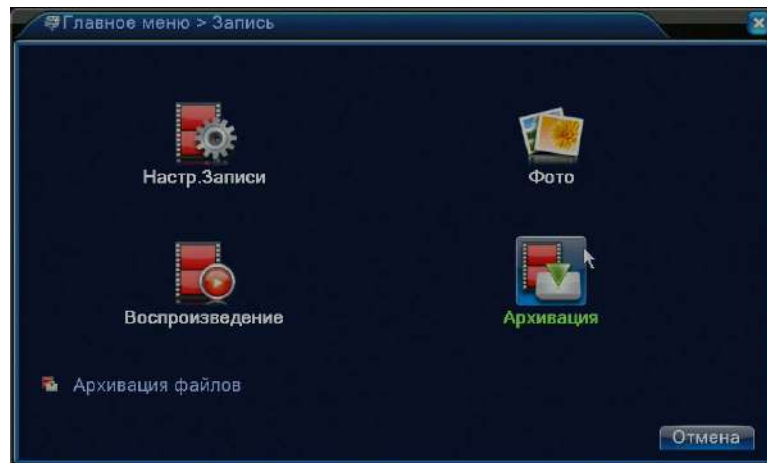 Главное меню > Запись
Настр.Записи
Фото
Воспроизведение
Архивация
Архивация файлов
Отмена